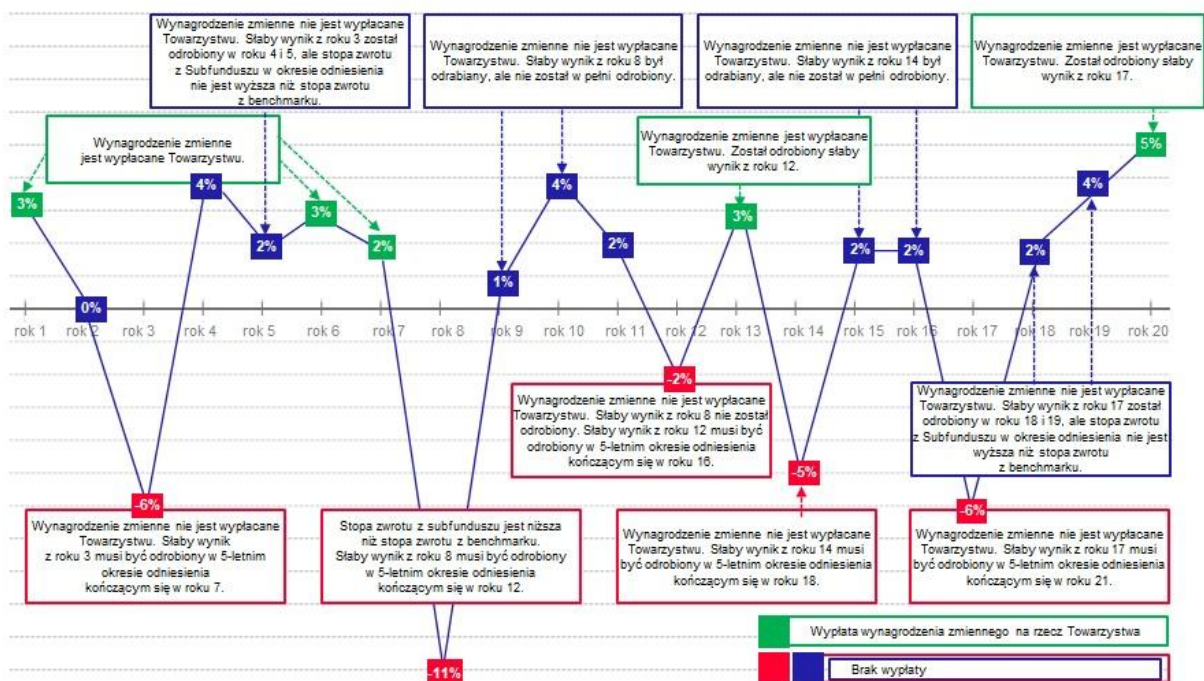 Wynagrodzenie zmienne nie jest wypłacane
Towarzystwu. Słaby wynik z roku 3 został
odrobiony w roku 4 i 5, ale stopa zwrotu
z Subfunduszu w okresie odniesienia
nie jest wyższa niż stopa zwrotu
z benchmarku.
Wynagrodzenie zmienne nie jest wypłacane
Towarzystwu. Słaby wynik z roku 8 był
odrabiany, ale nie został w pełni odrobiony.
Wynagrodzenie zmienne nie jest wypłacane
Towarzystwu. Słaby wynik z roku 14 był
odrabiany, ale nie został w pełni odrobiony.
Wynagrodzenie zmienne jest wypłacane
Towarzystwu. Został odrobiony słaby
wynik z roku 17.
Wynagrodzenie zmienne
jest wypłacane Towarzystwu.
Wynagrodzenie zmienne jest wypłacane
Towarzystwu. Został odrobiony słaby
wynik z roku 12.
3%
0%
-6%
4%
2%
3%
2%
-11%
1%
4%
2%
-2%
3%
-5%
2%
2%
-6%
2%
4%
5%
rok 1
rok 2
rok 3
rok 4
rok 5
rok 6
rok 7
rok 8
rok 9
rok 10
rok 11
rok 12
rok 13
rok 14
rok 15
rok 16
rok 17
rok 18
rok 19
rok 20
Wynagrodzenie zmienne nie jest wypłacane
Towarzystwu. Słaby wynik z roku 8 nie został
odrobiony. Słaby wynik z roku 12 musi być
odrobiony w 5-letnim okresie odniesienia
kończącym się w roku 16.
Wynagrodzenie zmienne nie jest wypłacane
Towarzystwu. Słaby wynik z roku 17 został
odrobiony w roku 18 i 19, ale stopa zwrotu
z Subfunduszu w okresie odniesienia nie jest
wyższa niż stopa zwrotu
z benchmarku.
Wynagrodzenie zmienne nie jest wypłacane
Towarzystwu. Słaby wynik
z roku 3 musi być odrobiony w 5-letnim
okresie odniesienia
kończącym się w roku 7.
Stopa zwrotu z subfunduszu jest niższa
niż stopa zwrotu z benchmarku.
Słaby wynik z roku 8 musi być odrobiony
w 5-letnim okresie odniesienia
kończącym się w roku 12.
Wynagrodzenie zmienne nie jest wypłacane
Towarzystwu. Słaby wynik z roku 14 musi
być odrobiony w 5-letnim okresie odniesienia
kończącym się w roku 18.
Wynagrodzenie zmienne nie jest wypłacane
Towarzystwu. Słaby wynik z roku 17 musi
być odrobiony w 5-letnim okresie odniesienia
kończącym się w roku 21.
Wypłata wynagrodzenia zmiennego na rzecz Towarzystwa
Brak wypłaty